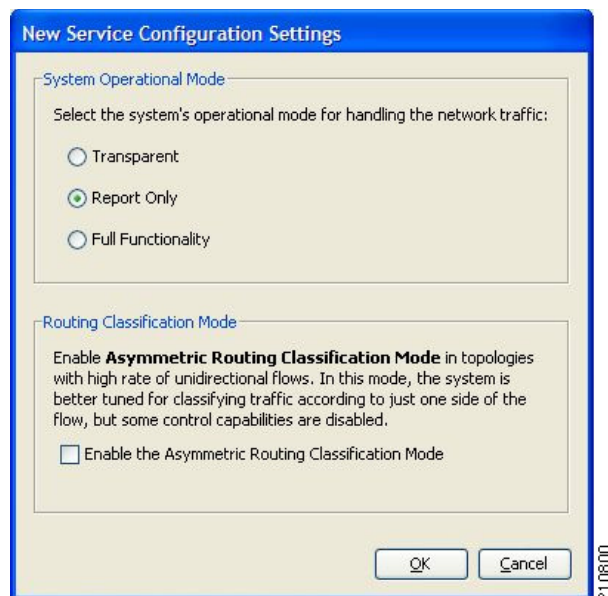 New Service Configuration Settings
System Operational Mode
Select the system's operational mode for handling the network traffic:
Transparent
Report Only
Full Functionality
Routing Classification Mode
Enable Asymmetric Routing Classification Mode in topologies
with high rate of unidirectional flows. In this mode, the system is
better tuned for classifying traffic according to just one side of the
flow, but some control capabilities are disabled.
Enable the Asymmetric Routing Classification Mode
OK
Cancel
210800